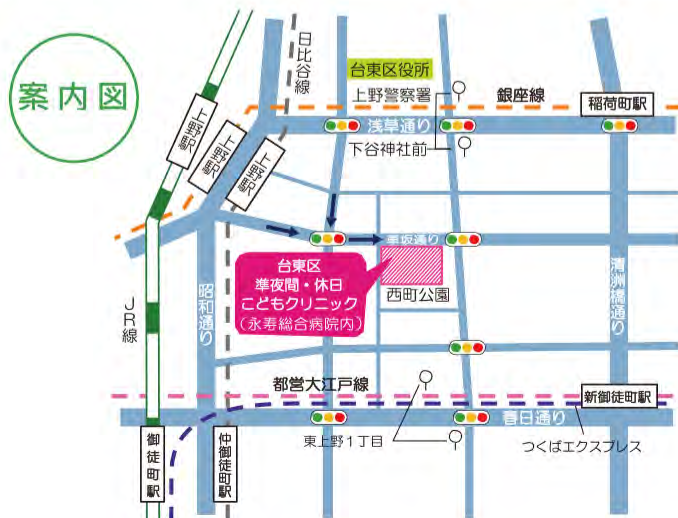 案内図
日比谷線
台東区役所
上野警察署
銀座線
稲荷町駅
上野駅
上野駅
上野駅
浅草通り
下谷神社前
車坂通り
台東区
準夜間・休日
こどもクリニック
(永寿総合病院内)
西町公園
清洲橋通り
JR線
昭和通り
都営大江戸線
新御徒町駅
春日通り
御徒町駅
仲御徒町駅
東上野1丁目
つくばエクスプレス